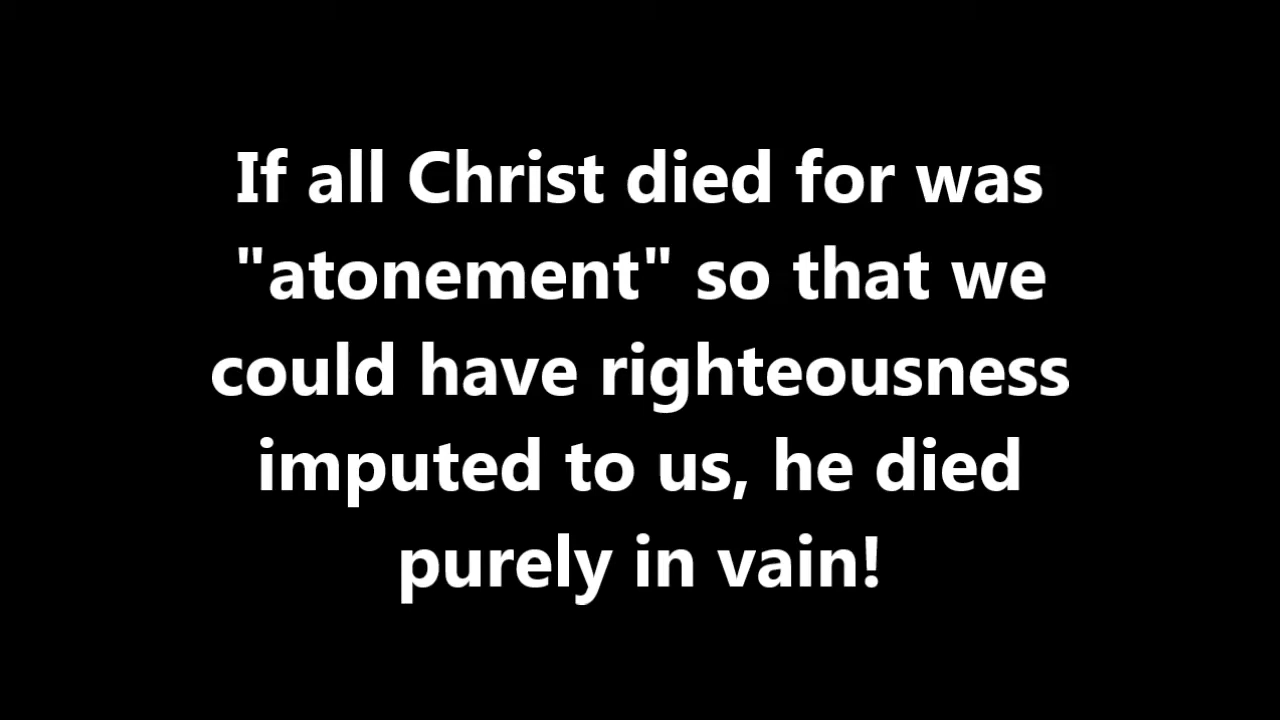 If all Christ died for was
"atonement" so that we
could have righteousness
imputed to us, he died
purely in vain!